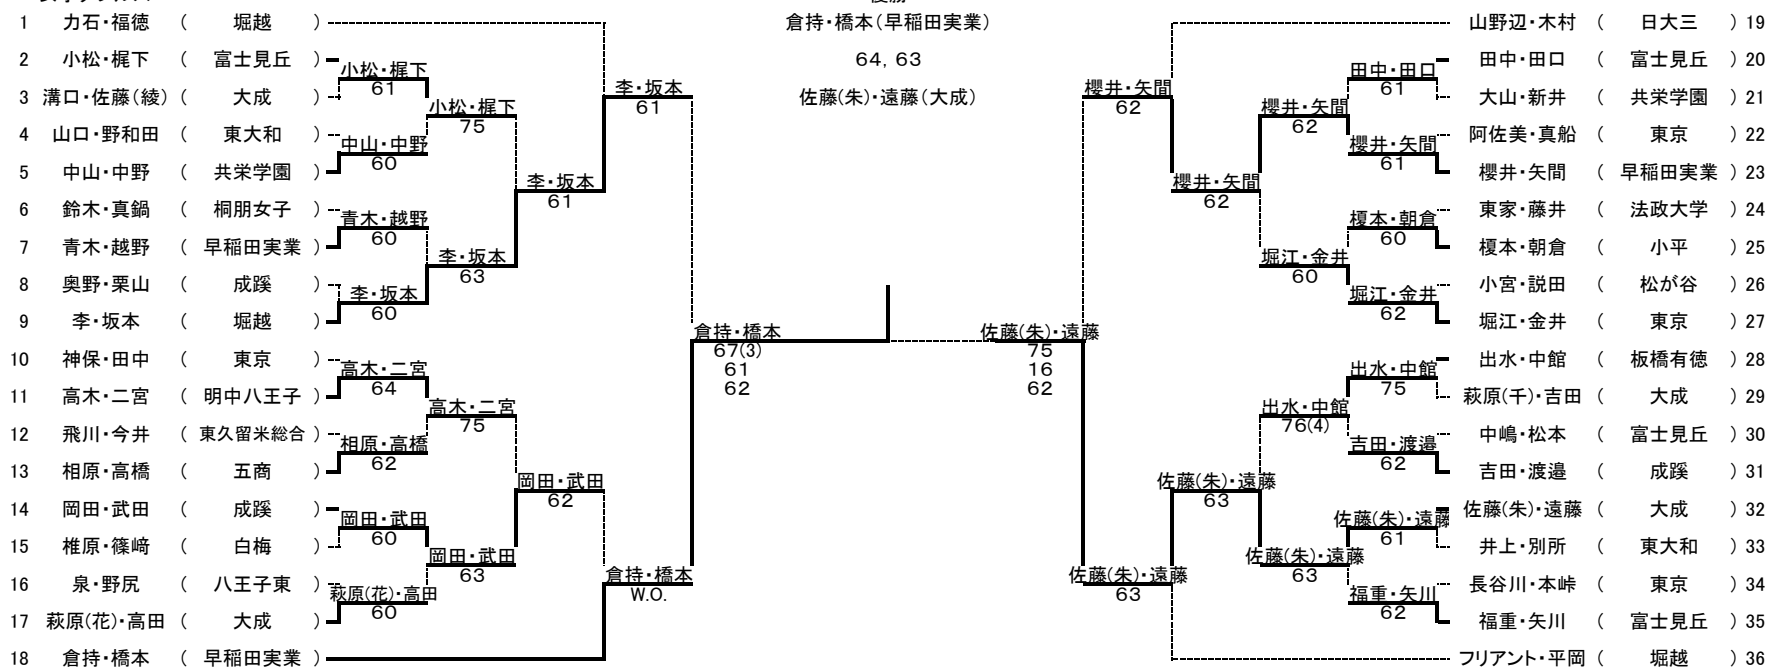 1 力石・福徳 ( 堀越 )
2 小松・梶下 ( 富士見丘 )
3 溝口・佐藤(綾) ( 大成 )
4 山口・野和田 ( 東大和 )
5 中山・中野 ( 共栄学園 )
6 鈴木・真鍋 ( 桐朋女子 )
7 青木・越野 ( 早稲田実業 )
8 奥野・栗山 ( 成蹊 )
9 李・坂本 ( 堀越 )
10 神保・田中 ( 東京 )
11 高木・二宮 ( 明中八王子 )
12 飛川・今井 ( 東久留米総合 )
13 相原・高橋 ( 五商 )
14 岡田・武田 ( 成蹊 )
15 椎原・篠﨑 ( 白梅 )
16 泉・野尻 ( 八王子東 )
17 萩原(花)・高田 ( 大成 )
18 倉持・橋本 ( 早稲田実業 )
小松・梶下
61
中山・中野
60
青木・越野
60
李・坂本
60
高木・二宮
64
相原・高橋
62
岡田・武田
60
萩原(花)・高田
60
小松・梶下
75
李・坂本
63
高木・二宮
75
岡田・武田
63
李・坂本
61
岡田・武田
62
李・坂本
61
倉持・橋本
W.O.
倉持・橋本
67(3)
61
62
倉持・橋本(早稲田実業)
64, 63
佐藤(朱)・遠藤(大成)
佐藤(朱)・遠藤
75
16
62
櫻井・矢間
62
佐藤(朱)・遠藤
63
櫻井・矢間
62
佐藤(朱)・遠藤
63
櫻井・矢間
62
堀江・金井
60
出水・中館
76(4)
佐藤(朱)・遠藤
63
田中・田口
61
櫻井・矢間
61
榎本・朝倉
60
堀江・金井
62
出水・中館
75
吉田・渡邉
62
佐藤(朱)・遠藤
61
福重・矢川
62
山野辺・木村 ( 日大三 ) 19
田中・田口 ( 富士見丘 ) 20
大山・新井 ( 共栄学園 ) 21
阿佐美・真船 ( 東京 ) 22
櫻井・矢間 ( 早稲田実業 ) 23
東家・藤井 ( 法政大学 ) 24
榎本・朝倉 ( 小平 ) 25
小宮・説田 ( 松が谷 ) 26
堀江・金井 ( 東京 ) 27
出水・中館 ( 板橋有徳 ) 28
萩原(千)・吉田 ( 大成 ) 29
中嶋・松本 ( 富士見丘 ) 30
吉田・渡邉 ( 成蹊 ) 31
佐藤(朱)・遠藤 ( 大成 ) 32
井上・別所 ( 東大和 ) 33
長谷川・本峠 ( 東京 ) 34
福重・矢川 ( 富士見丘 ) 35
フリアント・平岡 ( 堀越 ) 36